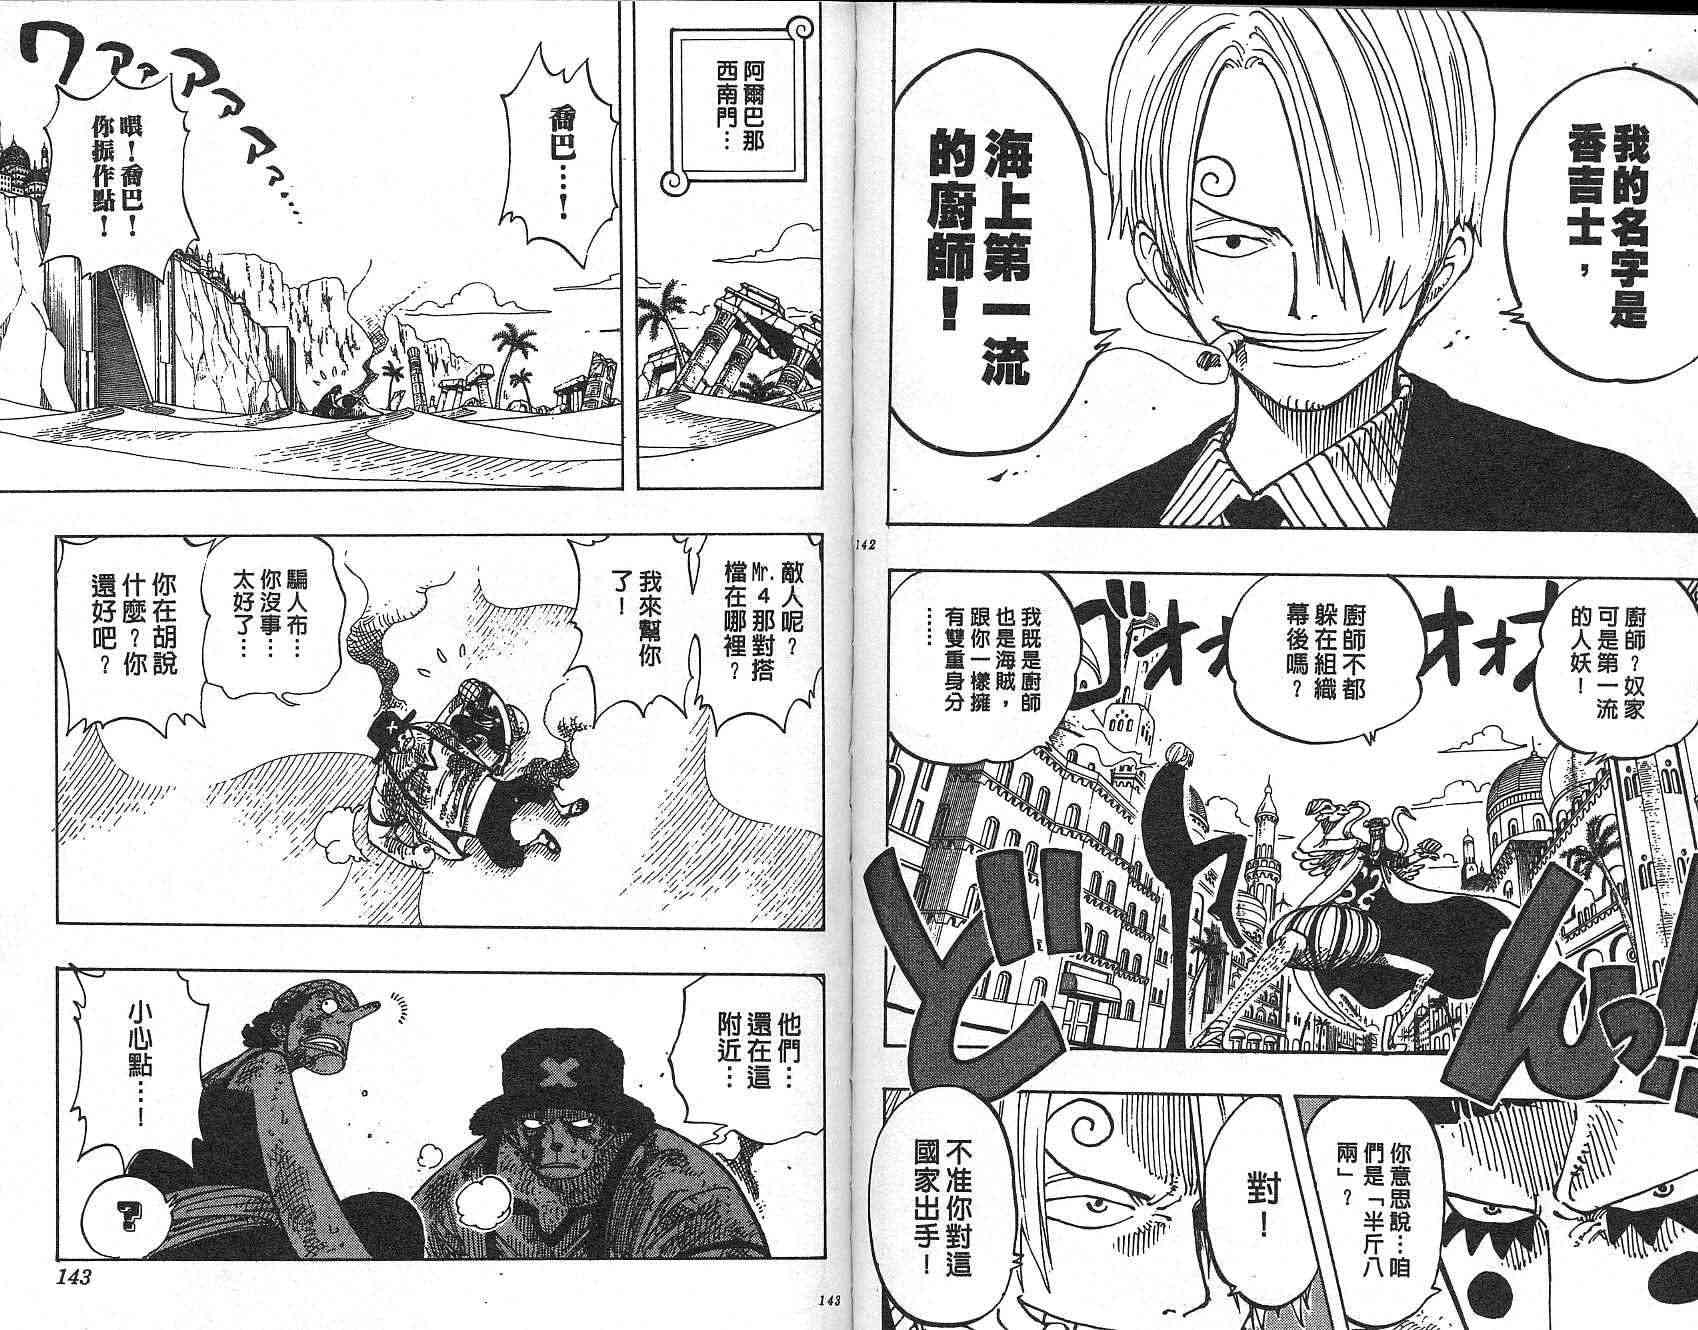 我的名字是
香吉士，
海上第一流
的廚師！
廚師？奴家
可是第一流
的人妖！
廚師不都
躲在組織
幕後嗎？
我既是廚師
也是海賊，
跟你一樣擁
有雙重身分
……
ゴオオオオ
どんっ!!
你意思說…咱
們是「半斤八
兩」？
對！
不准你對這
國家出手！
142
阿爾巴那
西南門…
喬巴…！
ワアァアァァァ…
喂！喬巴！
你振作點！
敵人呢？
Mr.4那對搭
檔在哪裡？
我來幫你
了！
騙人布…
你沒事…
太好了…
你在胡說
什麼？你
還好吧？
他們…
還在這
附近…
小心點…！
？
143
143